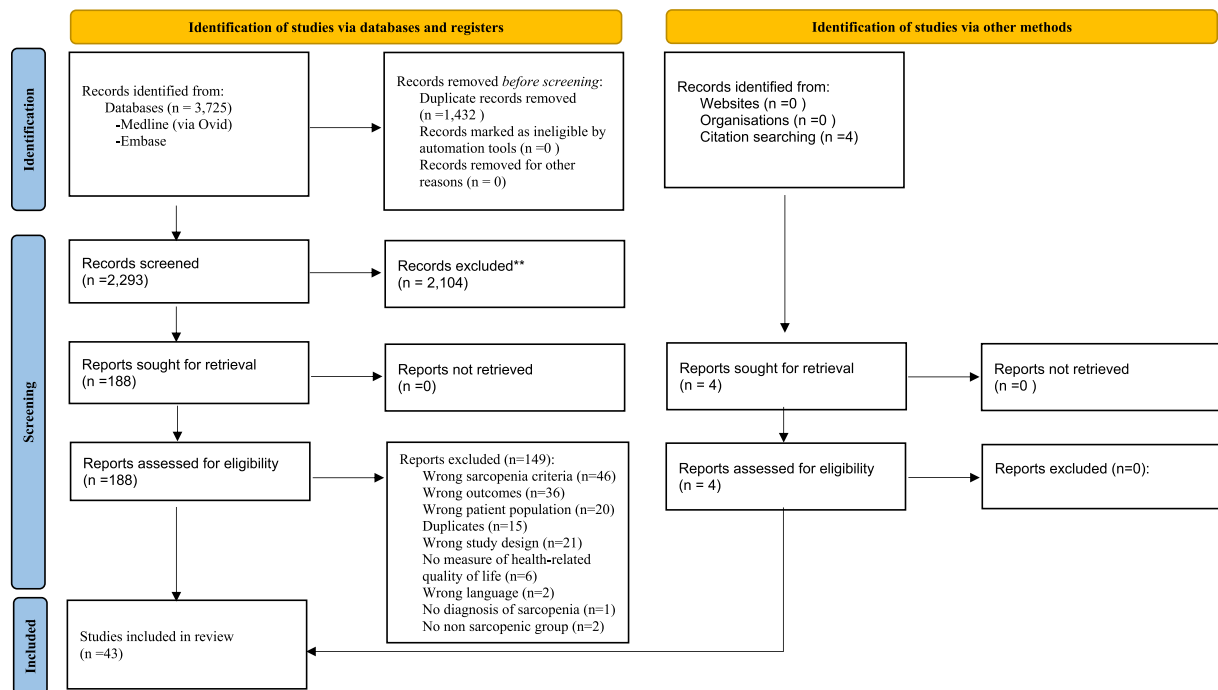 Identification of studies via databases and registers
Identification of studies via other methods
Identification
Records identified from:
Databases (n = 3,725)
-Medline (via Ovid)
-Embase
Records removed before screening:
Duplicate records removed
(n =1,432 )
Records marked as ineligible by
automation tools (n =0 )
Records removed for other
reasons (n = 0)
Records identified from:
Websites (n =0 )
Organisations (n =0 )
Citation searching (n =4)
Screening
Records screened
(n =2,293)
Records excluded**
(n = 2,104)
Reports sought for retrieval
(n =188)
Reports not retrieved
(n =0)
Reports sought for retrieval
(n = 4)
Reports not retrieved
(n =0 )
Reports assessed for eligibility
(n =188)
Reports excluded (n=149):
Wrong sarcopenia criteria (n=46)
Wrong outcomes (n=36)
Wrong patient population (n=20)
Duplicates (n=15)
Wrong study design (n=21)
No measure of health-related
quality of life (n=6)
Wrong language (n=2)
No diagnosis of sarcopenia (n=1)
No non sarcopenic group (n=2)
Reports assessed for eligibility
(n = 4)
Reports excluded (n=0):
Included
Studies included in review
(n =43)